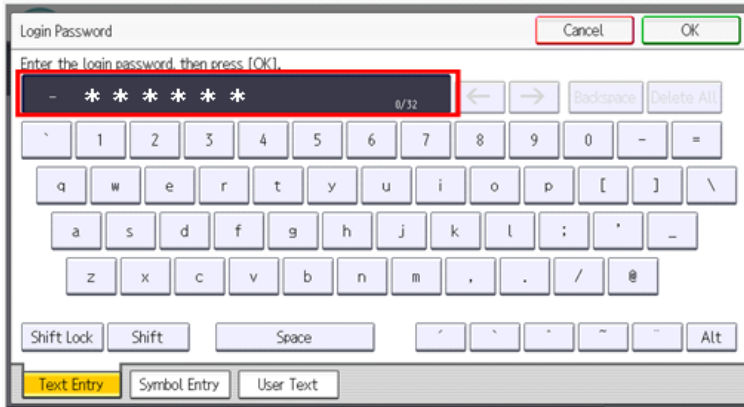 Login Password Cancel OK
Enter the login password, then press [OK].
- ****** 0/32 ← → Backspace Delete All
` 1 2 3 4 5 6 7 8 9 0 - =
q w e r t y u i o p [ ] \
a s d f g h j k l ; ' _
z x c v b n m , . / @
Shift Lock Shift Space ´ ` ^ ~ ¨ Alt
Text Entry Symbol Entry User Text